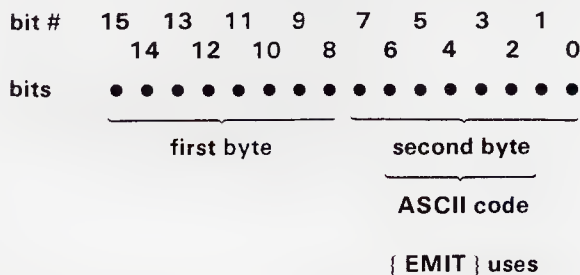 bit # 15 13 11 9 7 5 3 1
14 12 10 8 6 4 2 0
bits
first byte second byte
ASCII code
{ EMIT } uses